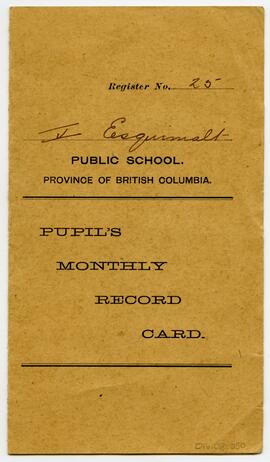 Register No. 25
Esquimalt
PUBLIC SCHOOL.
PROVINCE OF BRITISH COLUMBIA.
PUPIL'S
MONTHLY
RECORD
CARD.